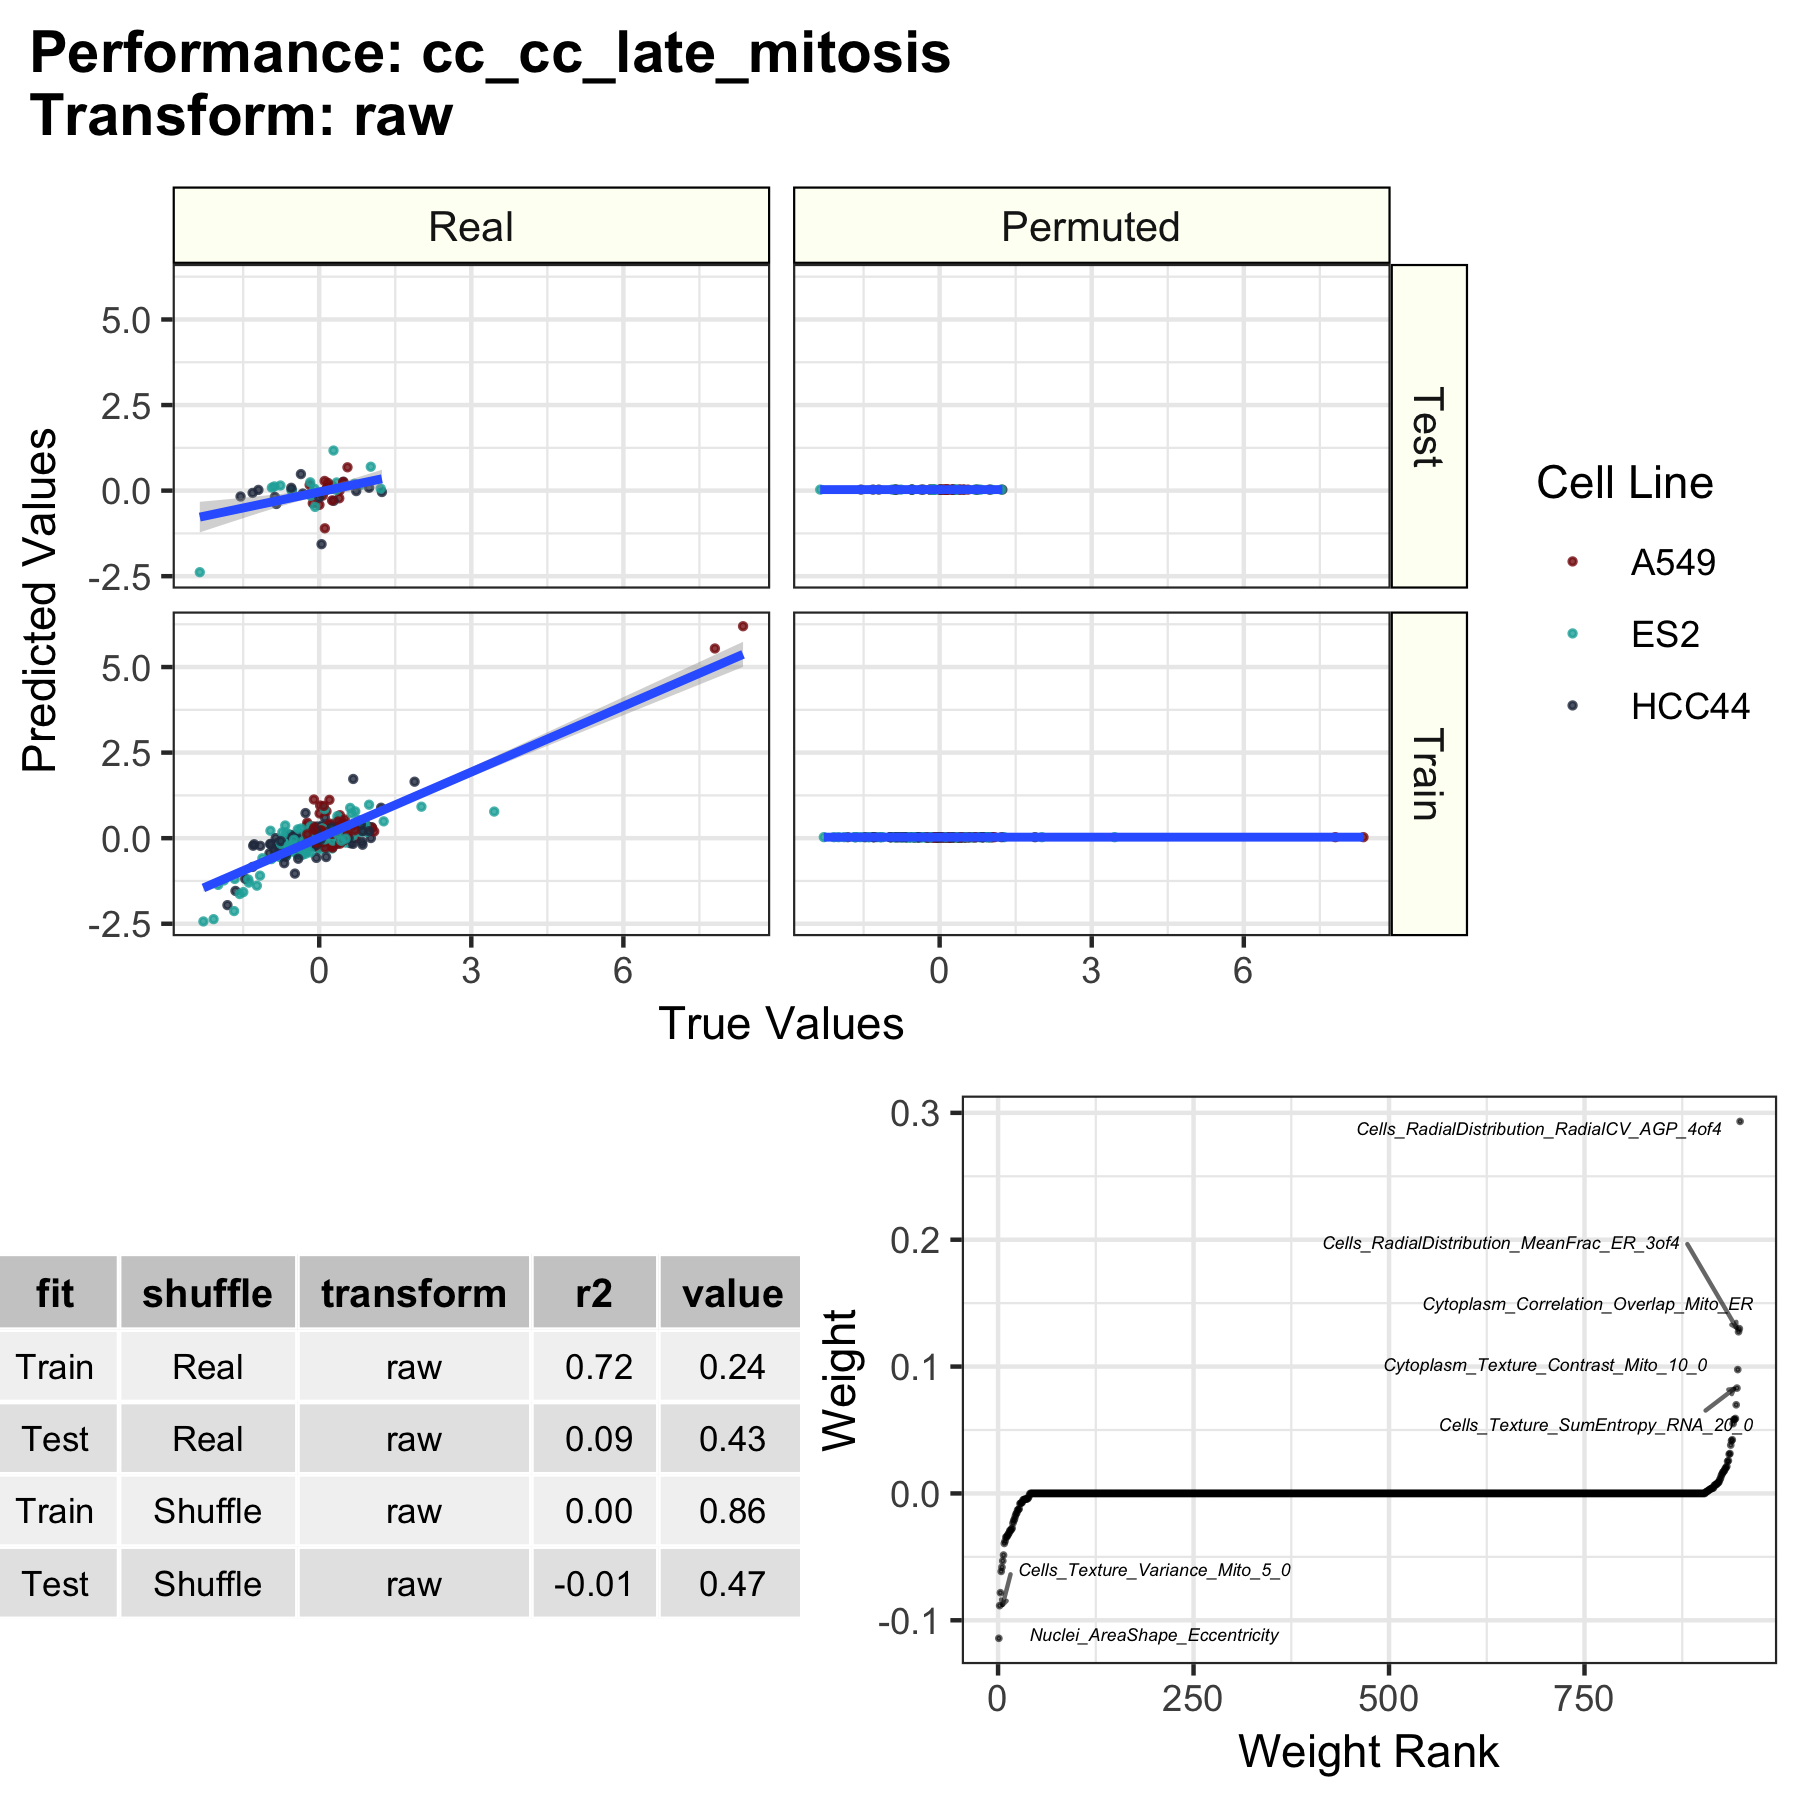 Performance: cc_cc_late_mitosis
Transform: raw
Real
Permuted
5.0
2.5
0.0
-2.5
Test
5.0
2.5
0.0
-2.5
Train
Predicted Values
0
3
6
0
3
6
True Values
Cell Line
A549
ES2
HCC44
fit shuffle transform r2 value
Train Real raw 0.72 0.24
Test Real raw 0.09 0.43
Train Shuffle raw 0.00 0.86
Test Shuffle raw -0.01 0.47
Weight
0.3
0.2
0.1
0.0
-0.1
Cells_RadialDistribution_RadialCV_AGP_4of4
Cells_RadialDistribution_MeanFrac_ER_3of4
Cytoplasm_Correlation_Overlap_Mito_ER
Cytoplasm_Texture_Contrast_Mito_10_0
Cells_Texture_SumEntropy_RNA_20_0
Cells_Texture_Variance_Mito_5_0
Nuclei_AreaShape_Eccentricity
0
250
500
750
Weight Rank